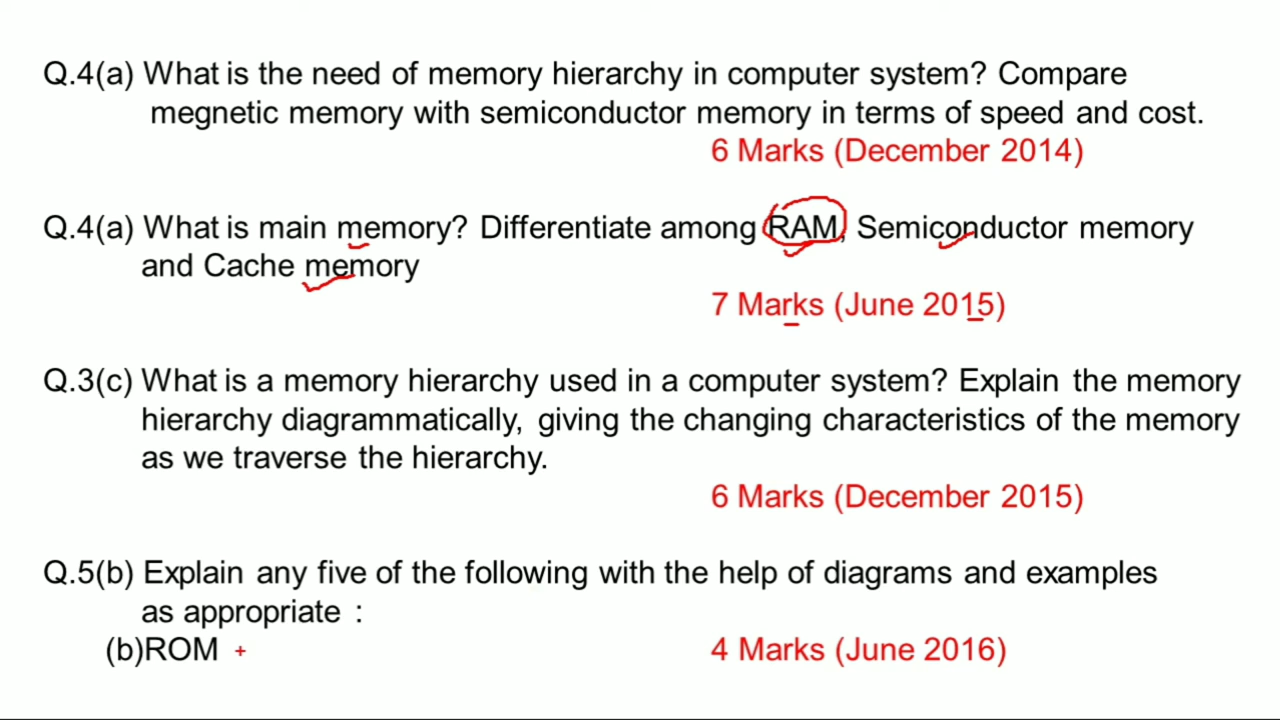 Q.4(a) What is the need of memory hierarchy in computer system? Compare
megnetic memory with semiconductor memory in terms of speed and cost.
6 Marks (December 2014)
Q.4(a) What is main memory? Differentiate among RAM, Semiconductor memory
and Cache memory
7 Marks (June 2015)
Q.3(c) What is a memory hierarchy used in a computer system? Explain the memory
hierarchy diagrammatically, giving the changing characteristics of the memory
as we traverse the hierarchy.
6 Marks (December 2015)
Q.5(b) Explain any five of the following with the help of diagrams and examples
as appropriate :
(b)ROM + 4 Marks (June 2016)